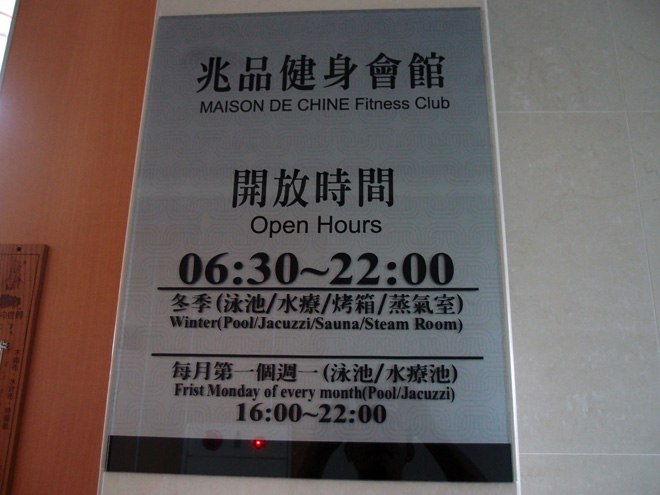 兆品健身會館
MAISON DE CHINE Fitness Club
開放時間
Open Hours
06:30~22:00
冬季(泳池/水療/烤箱/蒸氣室)
Winter(Pool/Jacuzzi/Sauna/Steam Room)
每月第一個週一(泳池/水療池)
Frist Monday of every month(Pool/Jacuzzi)
16:00~22:00